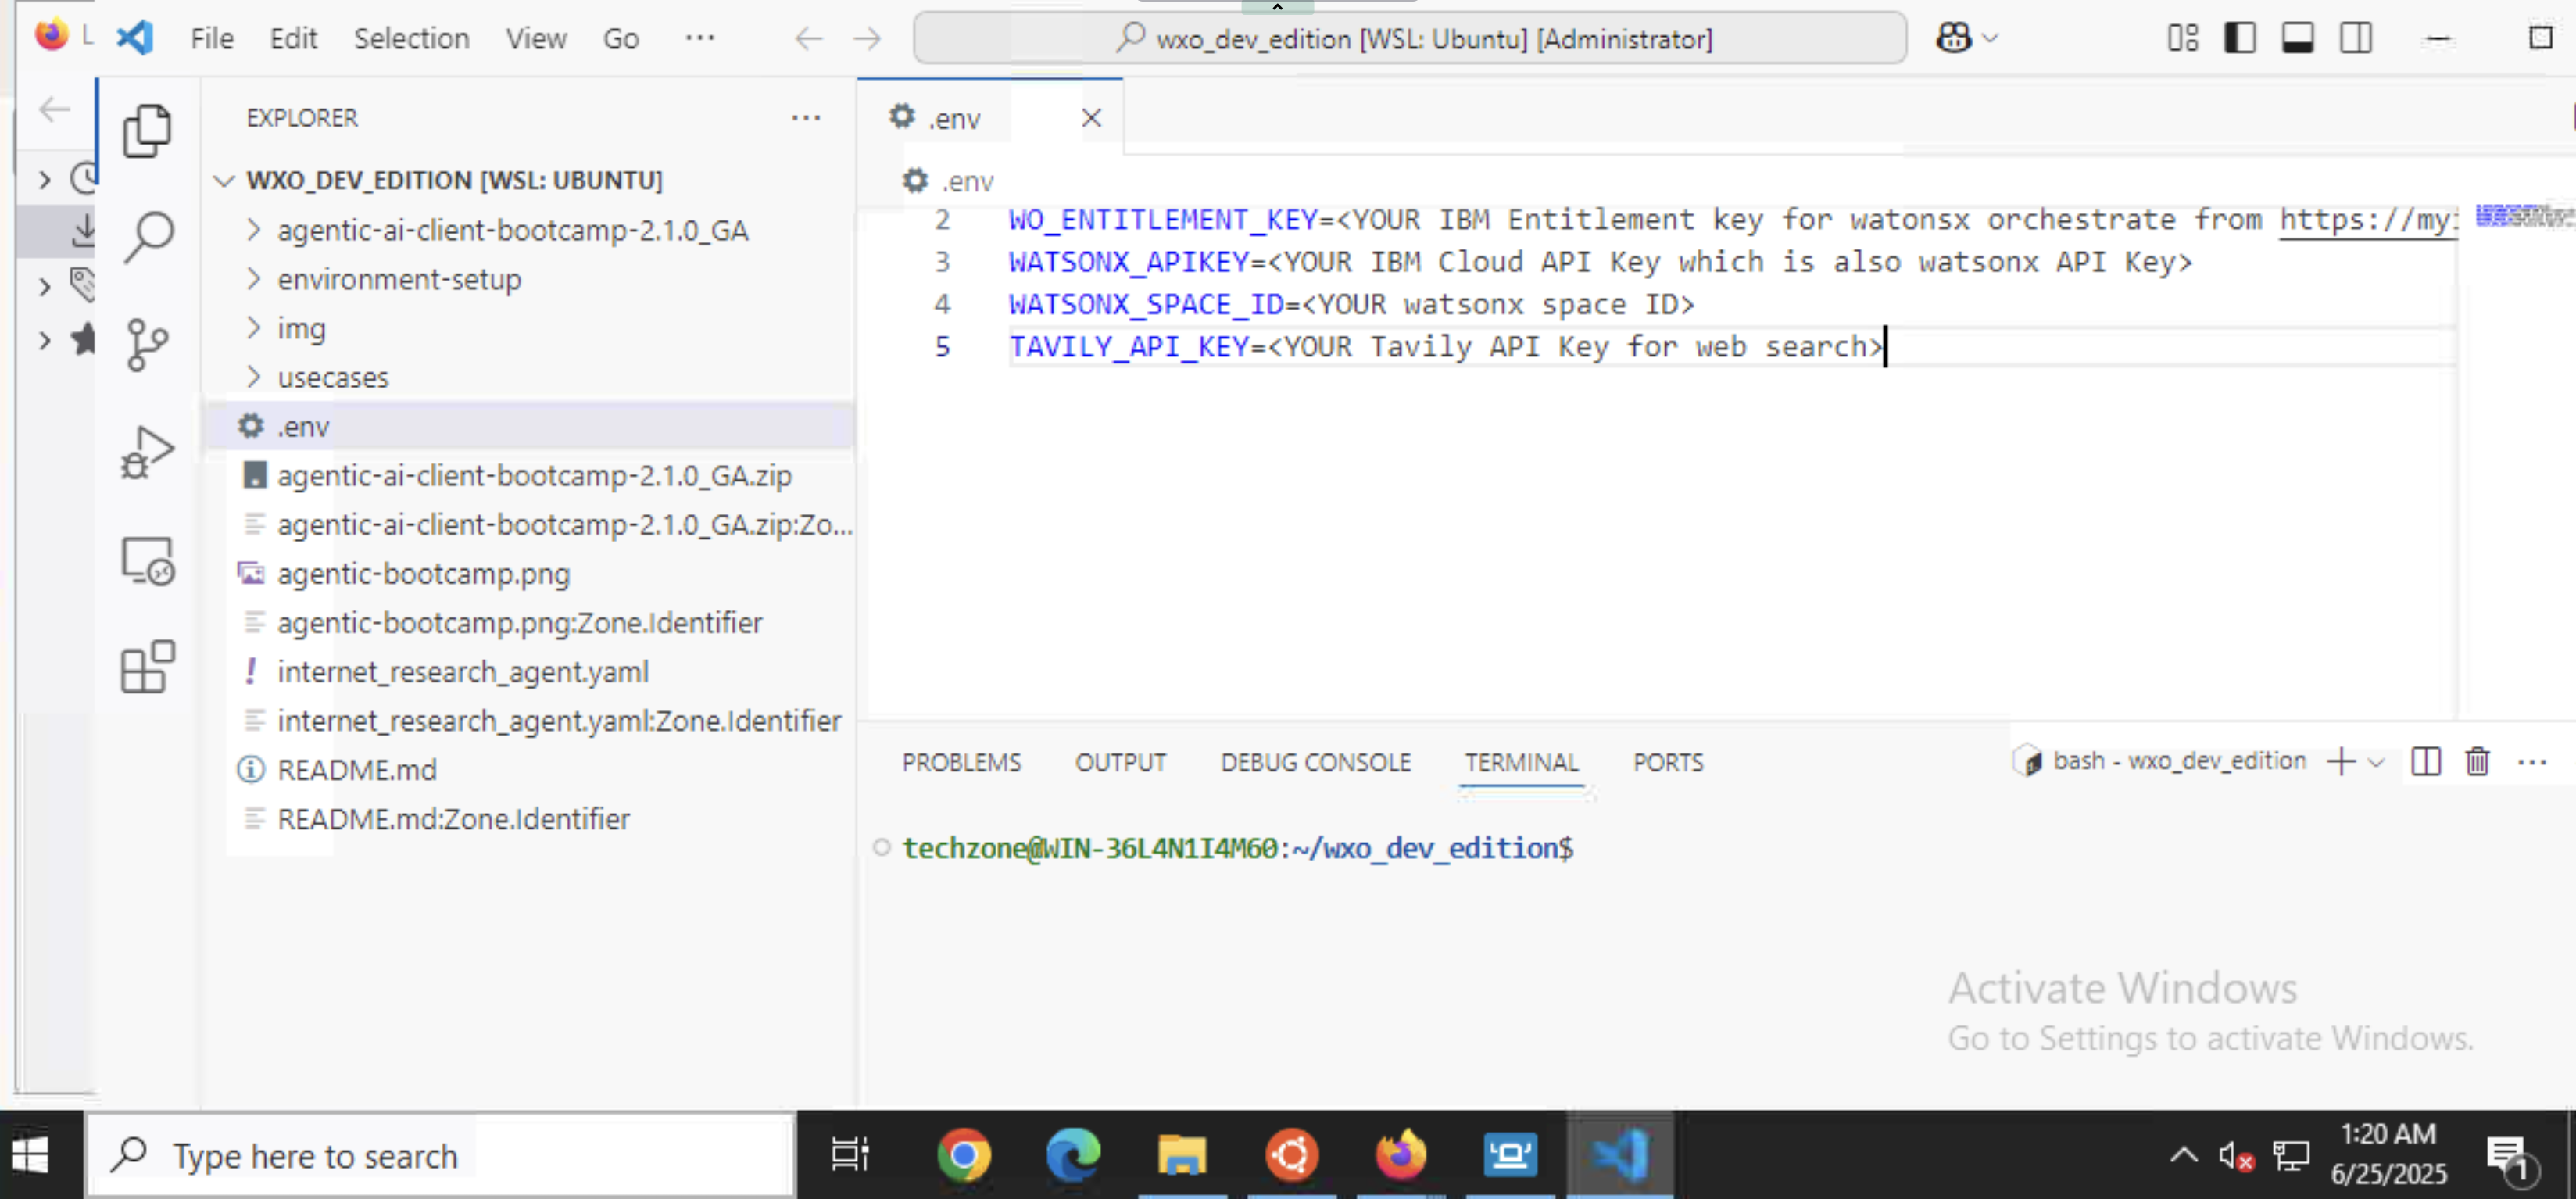 L File Edit Selection View Go ··· wxo_dev_edition [WSL: Ubuntu] [Administrator]
EXPLORER ···
WXO_DEV_EDITION [WSL: UBUNTU]
agentic-ai-client-bootcamp-2.1.0_GA
environment-setup
img
usecases
.env
agentic-ai-client-bootcamp-2.1.0_GA.zip
agentic-ai-client-bootcamp-2.1.0_GA.zip:Zo...
agentic-bootcamp.png
agentic-bootcamp.png:Zone.Identifier
internet_research_agent.yaml
internet_research_agent.yaml:Zone.Identifier
README.md
README.md:Zone.Identifier
.env
.env
2 WO_ENTITLEMENT_KEY=<YOUR IBM Entitlement key for watonsx orchestrate from https://myi
3 WATSONX_APIKEY=<YOUR IBM Cloud API Key which is also watsonx API Key>
4 WATSONX_SPACE_ID=<YOUR watsonx space ID>
5 TAVILY_API_KEY=<YOUR Tavily API Key for web search>
PROBLEMS OUTPUT DEBUG CONSOLE TERMINAL PORTS bash - wxo_dev_edition ···
techzone@WIN-36L4N1I4M60:~/wxo_dev_edition$
Activate Windows
Go to Settings to activate Windows.
Type here to search
1:20 AM
6/25/2025
1